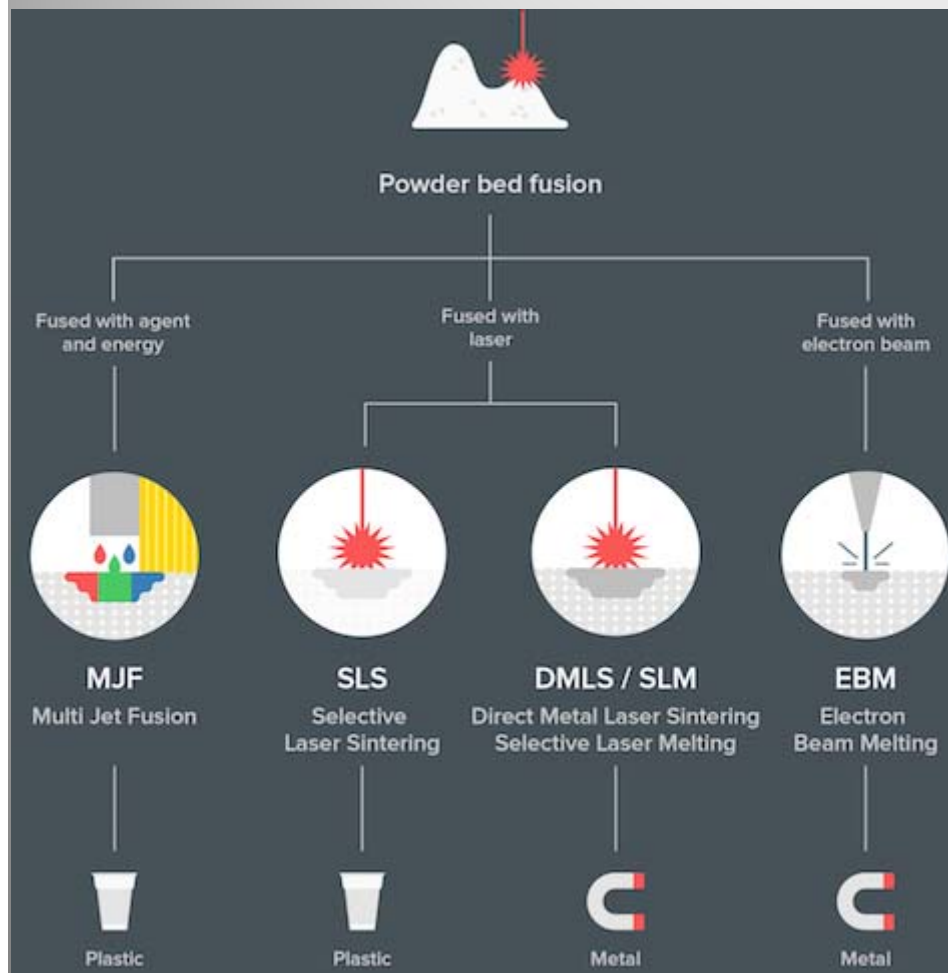 Powder bed fusion
Fused with agent
and energy
Fused with
laser
Fused with
electron beam
MJF
Multi Jet Fusion
SLS
Selective
Laser Sintering
DMLS / SLM
Direct Metal Laser Sintering
Selective Laser Melting
EBM
Electron
Beam Melting
Plastic
Plastic
Metal
Metal